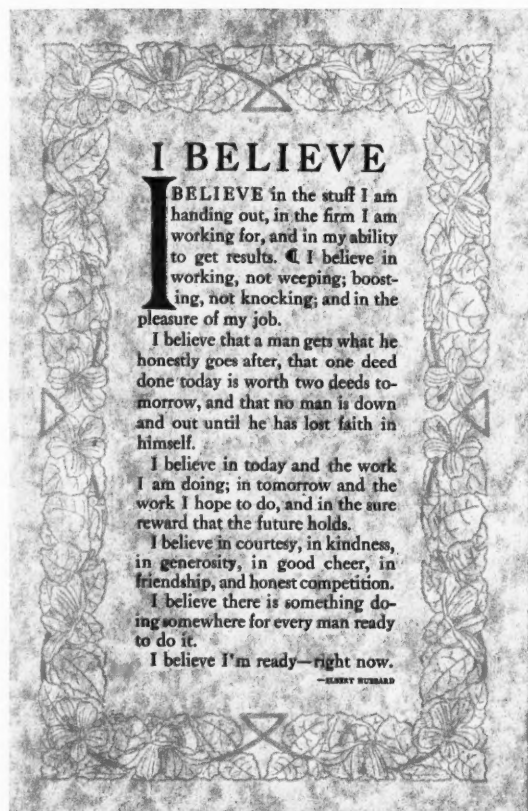 I BELIEVE
I BELIEVE in the stuff I am
handing out, in the firm I am
working for, and in my ability
to get results. ⁋ I believe in
working, not weeping; boost-
ing, not knocking; and in the
pleasure of my job.
I believe that a man gets what he
honestly goes after, that one deed
done today is worth two deeds to-
morrow, and that no man is down
and out until he has lost faith in
himself.
I believe in today and the work
I am doing; in tomorrow and the
work I hope to do, and in the sure
reward that the future holds.
I believe in courtesy, in kindness,
in generosity, in good cheer, in
friendship, and honest competition.
I believe there is something do-
ing somewhere for every man ready
to do it.
I believe I'm ready—right now.
—ELBERT HUBBARD